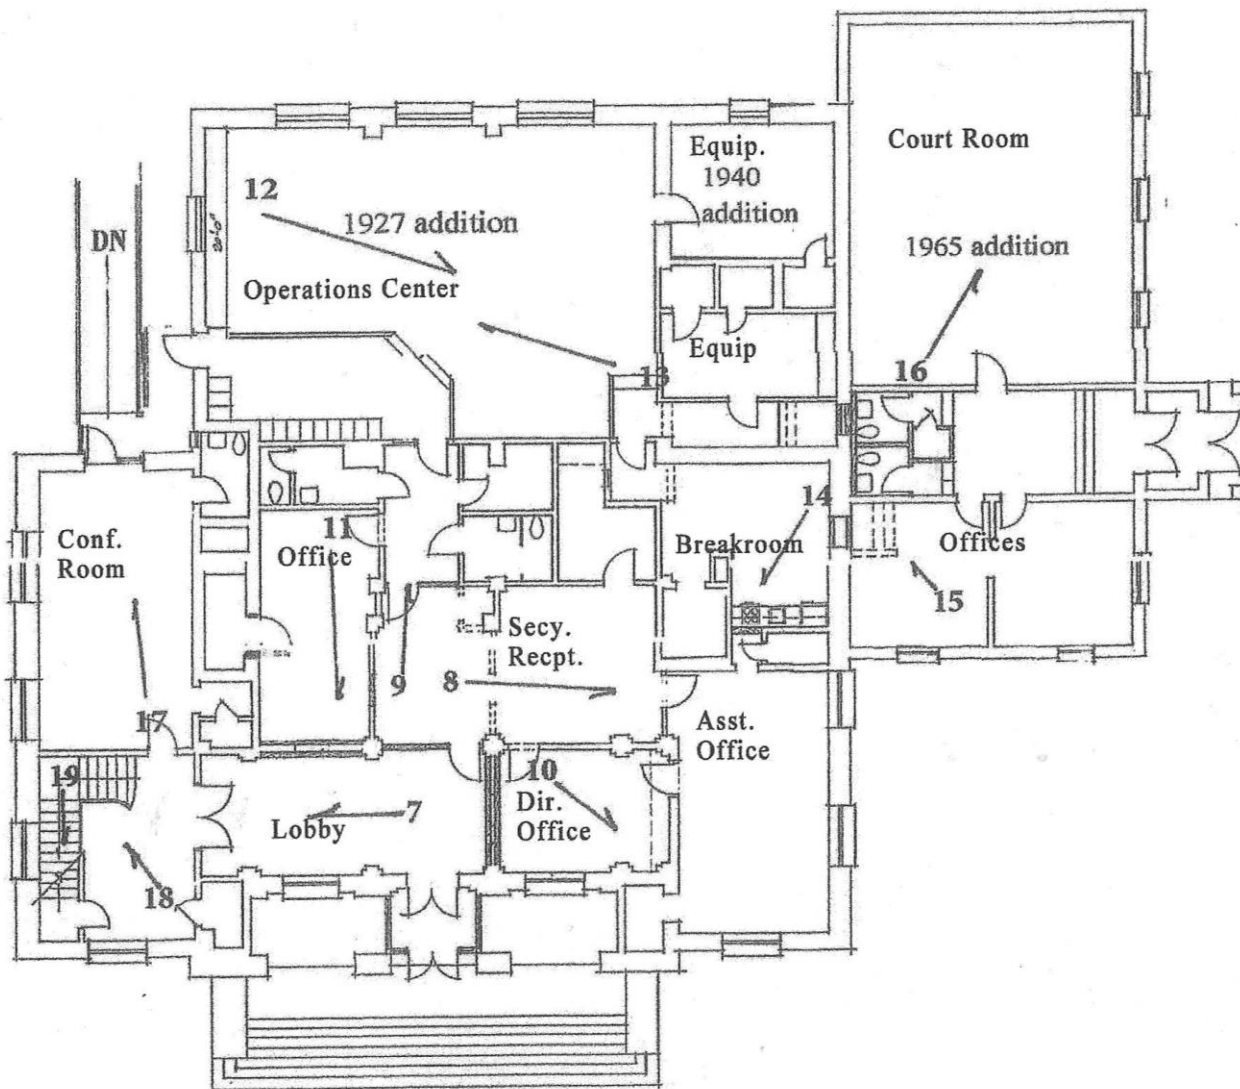 Court Room
1965 addition
Equip.
1940
addition
12
1927 addition
Operations Center
DN
Equip
13
16
14
Breakroom
Offices
15
Conf.
Room
11
Office
Secy.
Recpt.
9
8
17
Asst.
Office
19
10
Dir.
Office
7
Lobby
18